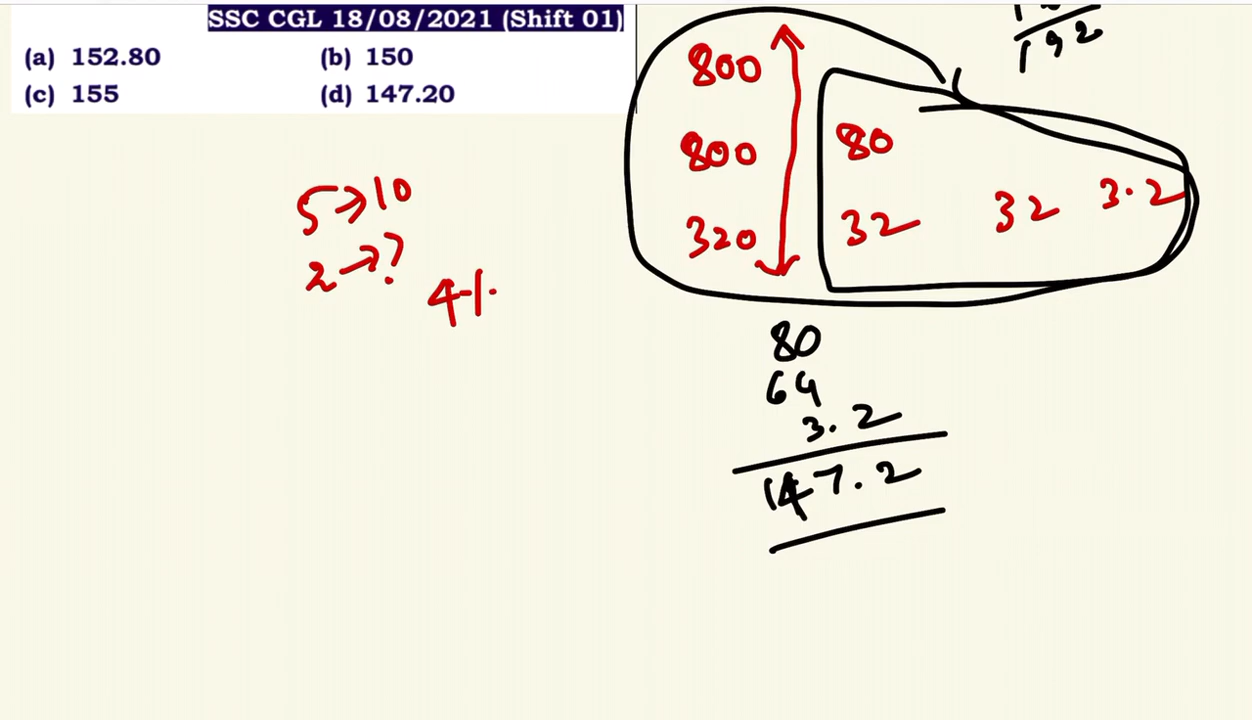 SSC CGL 18/08/2021 (Shift 01)
(a) 152.80 (b) 150
(c) 155 (d) 147.20
192
800
800 80
320 32 32 3.2
5→10
2→?
4%
80
64
3.2
147.2